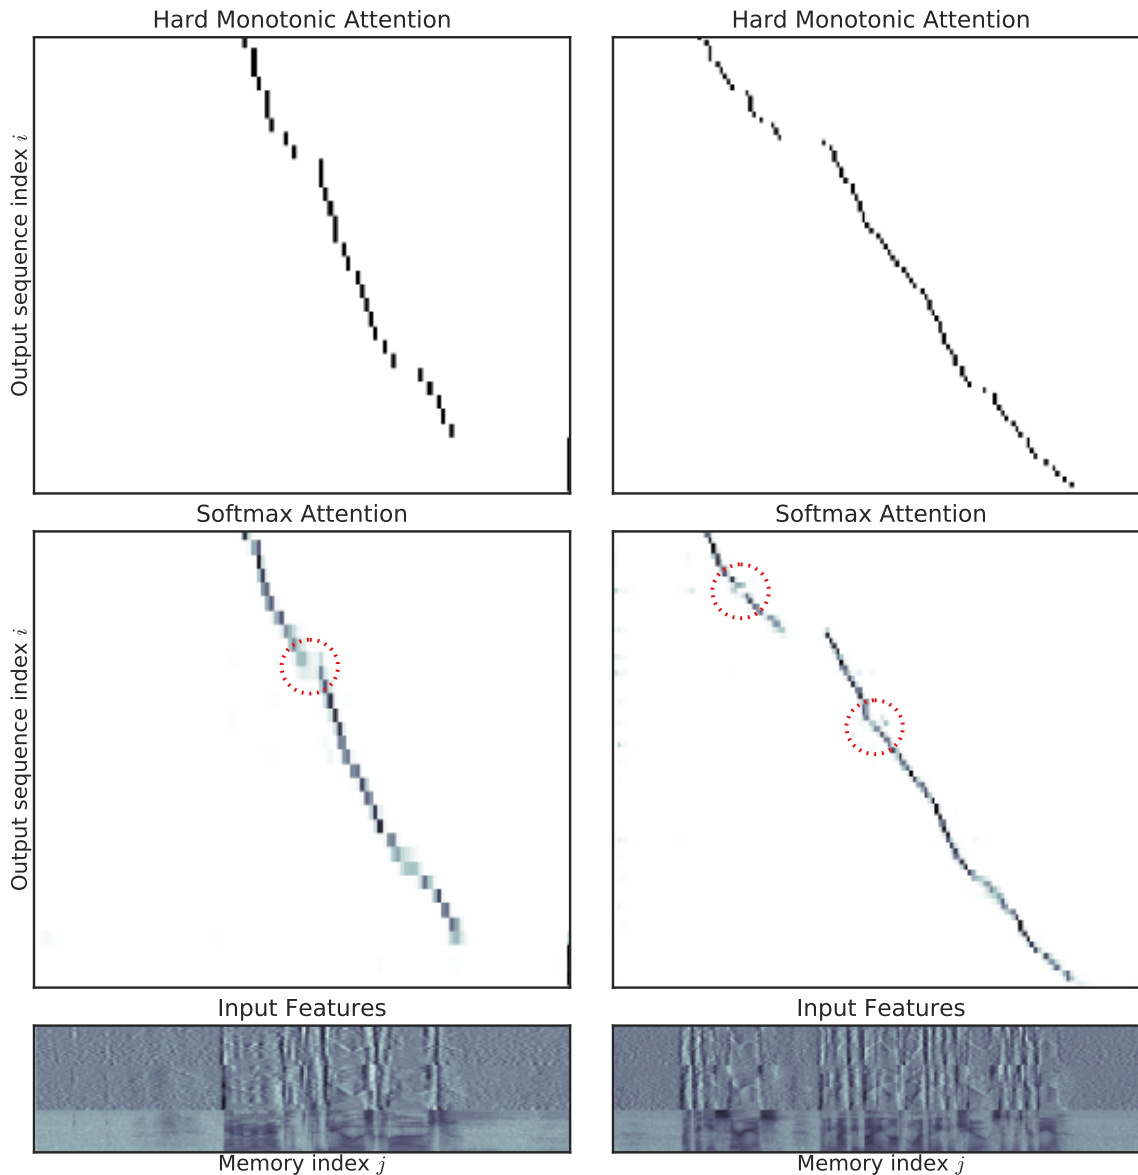 Hard Monotonic Attention
Hard Monotonic Attention
Output sequence index i
Softmax Attention
Softmax Attention
Output sequence index i
Input Features
Input Features
Memory index j
Memory index j